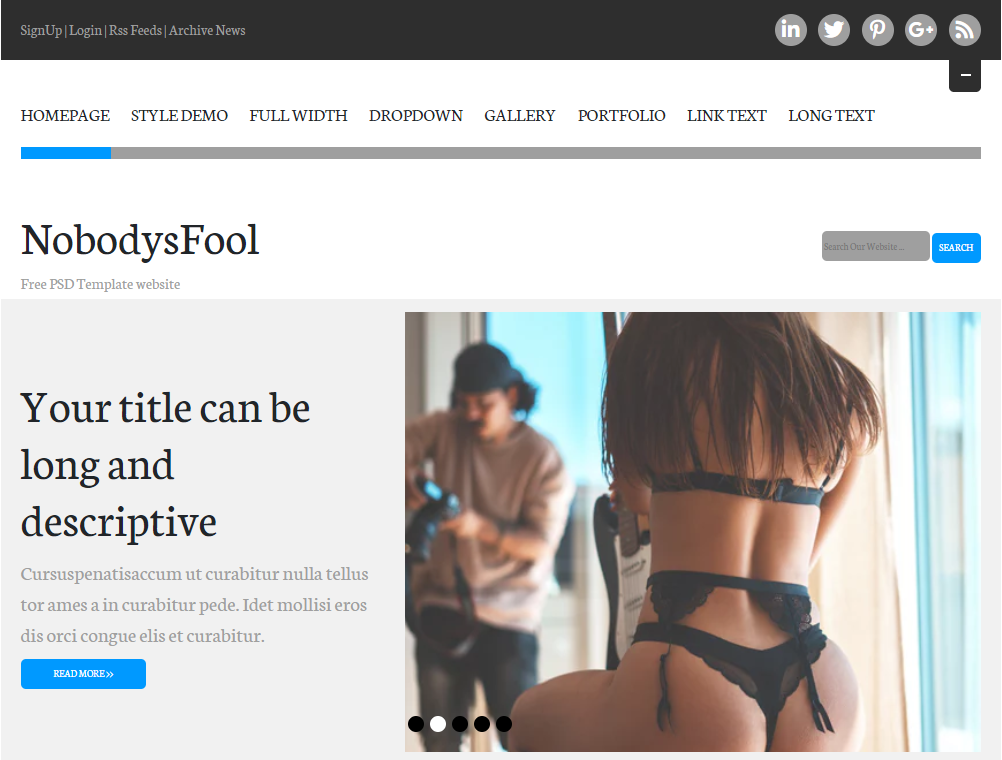 SignUp | Login | Rss Feeds | Archive News
in G+
HOMEPAGE STYLE DEMO FULL WIDTH DROPDOWN GALLERY PORTFOLIO LINK TEXT LONG TEXT
NobodysFool
Search Our Website ... SEARCH
Free PSD Template website
Your title can be
long and
descriptive
Cursuspenatisaccum ut curabitur nulla tellus
tor ames a in curabitur pede. Idet mollisi eros
dis orci congue elis et curabitur.
READ MORE »